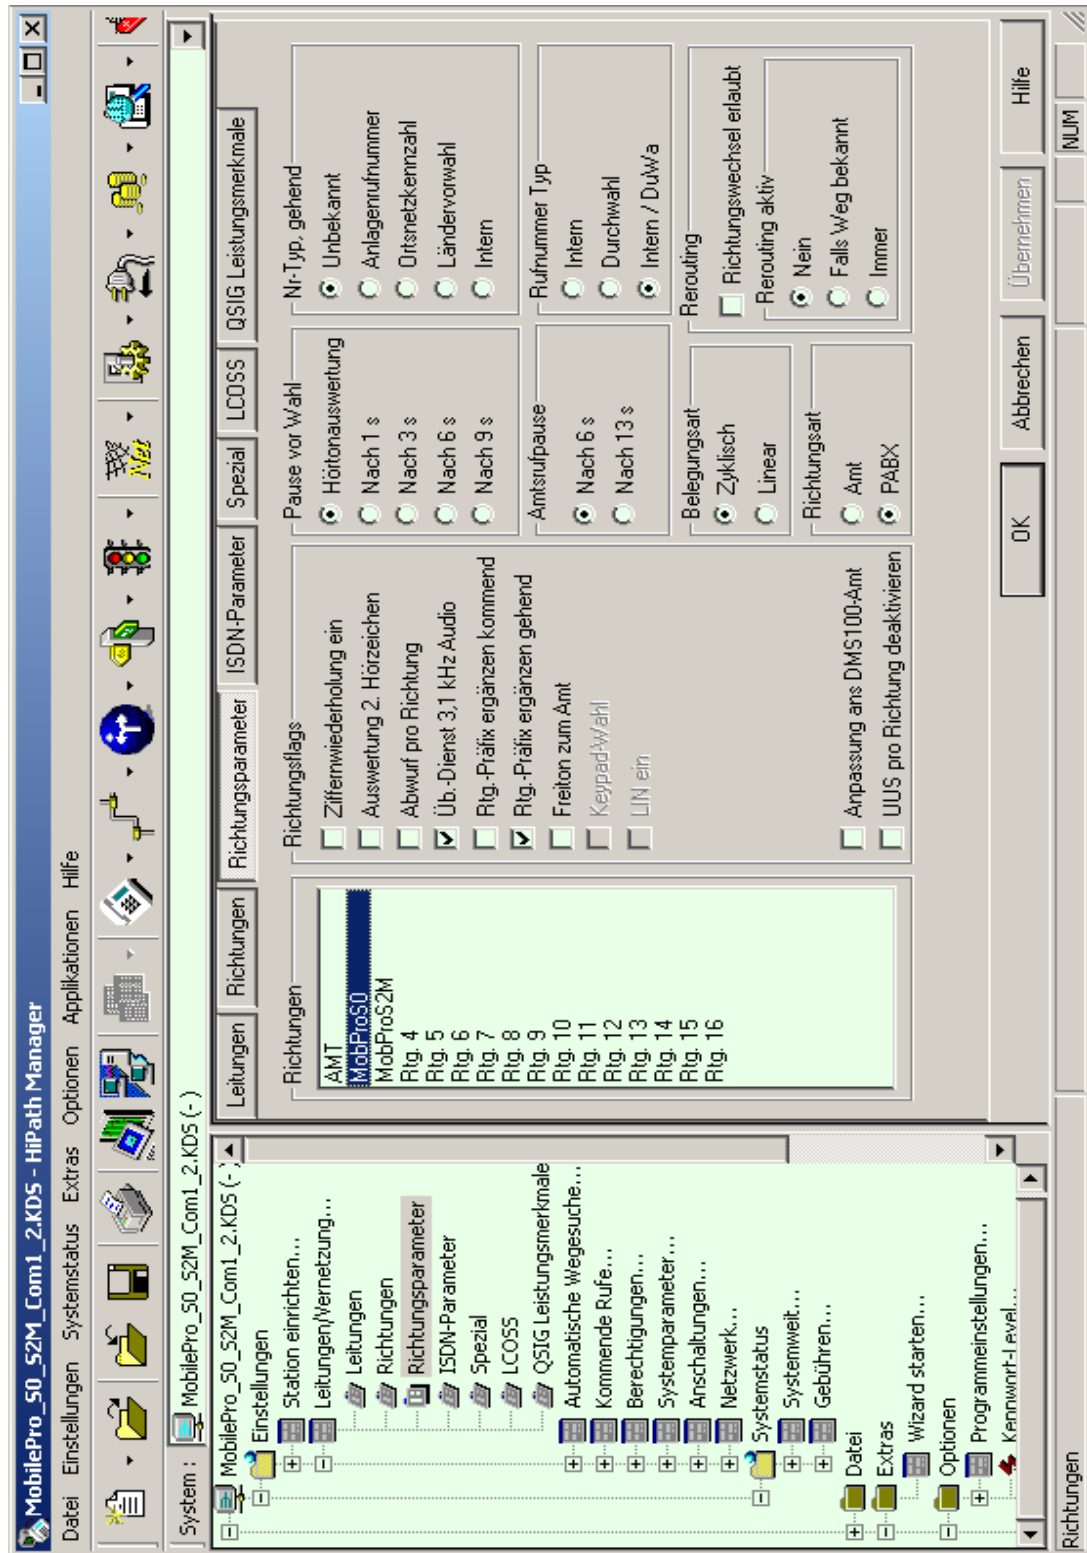 MobilePro_S0_S2M_Com1_2.KDS - HiPath Manager
Datei Einstellungen Systemstatus Extras Optionen Applikationen Hilfe
Net
System : MobilePro_S0_S2M_Com1_2.KDS (-)
MobilePro_S0_S2M_Com1_2.KDS (-)
Einstellungen
Station einrichten...
Leitungen/Vernetzung...
Leitungen
Richtungen
Richtungsparameter
ISDN-Parameter
Spezial
LCOSS
QSIG Leistungsmerkmale
Automatische Wegesuche...
Kommende Rufe...
Berechtigungen...
Systemparameter...
Anschaltungen...
Netzwerk...
Systemstatus
Systemweit...
Gebühren...
Datei
Extras
Wizard starten...
Optionen
Programmeinstellungen...
Kennwort-Level...
Leitungen Richtungen Richtungsparameter ISDN-Parameter Spezial LCOSS QSIG Leistungsmerkmale
Richtungen
AMT
MobProS0
MobProS2M
Rtg. 4
Rtg. 5
Rtg. 6
Rtg. 7
Rtg. 8
Rtg. 9
Rtg. 10
Rtg. 11
Rtg. 12
Rtg. 13
Rtg. 14
Rtg. 15
Rtg. 16
Richtungsflags
Ziffernwiederholung ein
Auswertung 2. Hörzeichen
Abwurf pro Richtung
Üb.-Dienst 3,1 kHz Audio
Rtg.-Präfix ergänzen kommend
Rtg.-Präfix ergänzen gehend
Freiton zum Amt
Keypad-Wahl
LIN ein
Anpassung ans DMS100-Amt
UUS pro Richtung deaktivieren
Pause vor Wahl
Hörtonauswertung
Nach 1 s
Nach 3 s
Nach 6 s
Nach 9 s
Amtsrufpause
Nach 6 s
Nach 13 s
Belegungsart
Zyklisch
Linear
Richtungsart
Amt
PABX
Nr-Typ, gehend
Unbekannt
Anlagenrufnummer
Ortsnetzkennzahl
Ländervorwahl
Intern
Rufnummer Typ
Intern
Durchwahl
Intern / DuWa
Rerouting
Richtungswechsel erlaubt
Rerouting aktiv
Nein
Falls Weg bekannt
Immer
OK Abbrechen Übernehmen Hilfe
Richtungen NUM